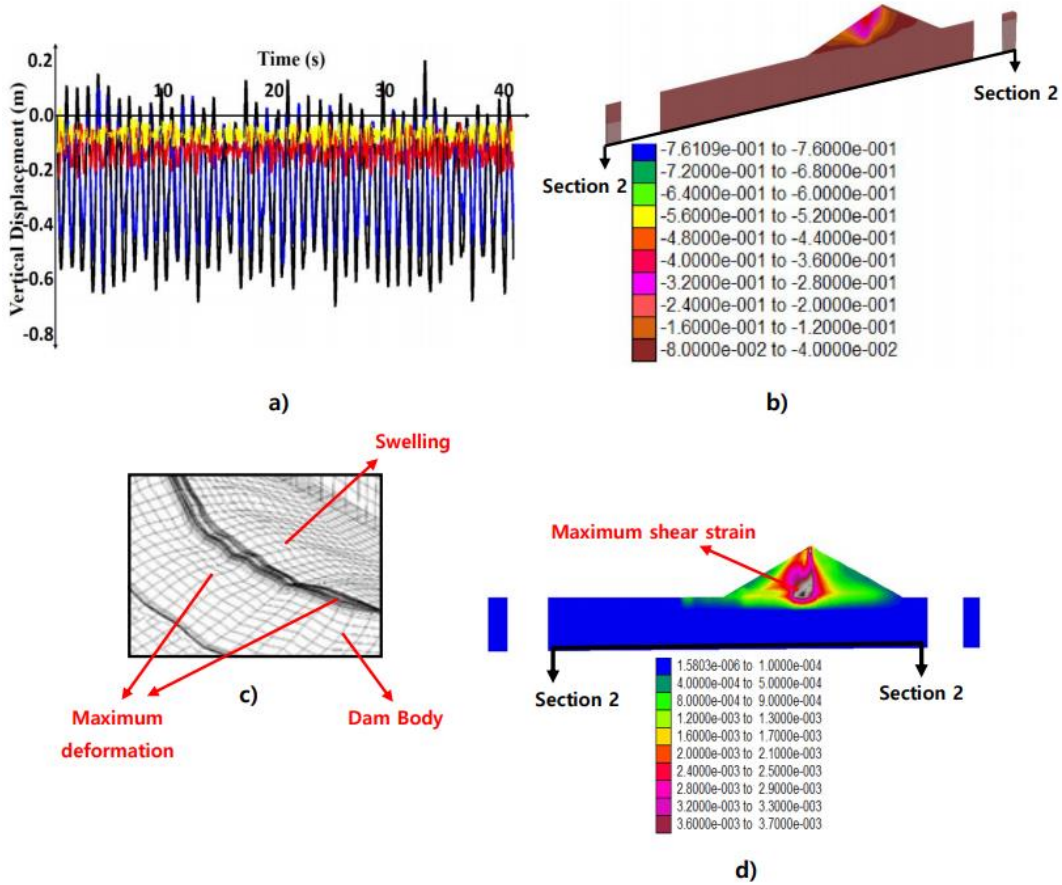 Time (s)
Vertical Displacement (m)
0.2
0.0
-0.2
-0.4
-0.6
-0.8
10
20
30
40
a)
Section 2
Section 2
-7.6109e-001 to -7.6000e-001
-7.2000e-001 to -6.8000e-001
-6.4000e-001 to -6.0000e-001
-5.6000e-001 to -5.2000e-001
-4.8000e-001 to -4.4000e-001
-4.0000e-001 to -3.6000e-001
-3.2000e-001 to -2.8000e-001
-2.4000e-001 to -2.0000e-001
-1.6000e-001 to -1.2000e-001
-8.0000e-002 to -4.0000e-002
b)
Swelling
Maximum
deformation
Dam Body
c)
Maximum shear strain
Section 2
Section 2
1.5803e-006 to 1.0000e-004
4.0000e-004 to 5.0000e-004
8.0000e-004 to 9.0000e-004
1.2000e-003 to 1.3000e-003
1.6000e-003 to 1.7000e-003
2.0000e-003 to 2.1000e-003
2.4000e-003 to 2.5000e-003
2.8000e-003 to 2.9000e-003
3.2000e-003 to 3.3000e-003
3.6000e-003 to 3.7000e-003
d)